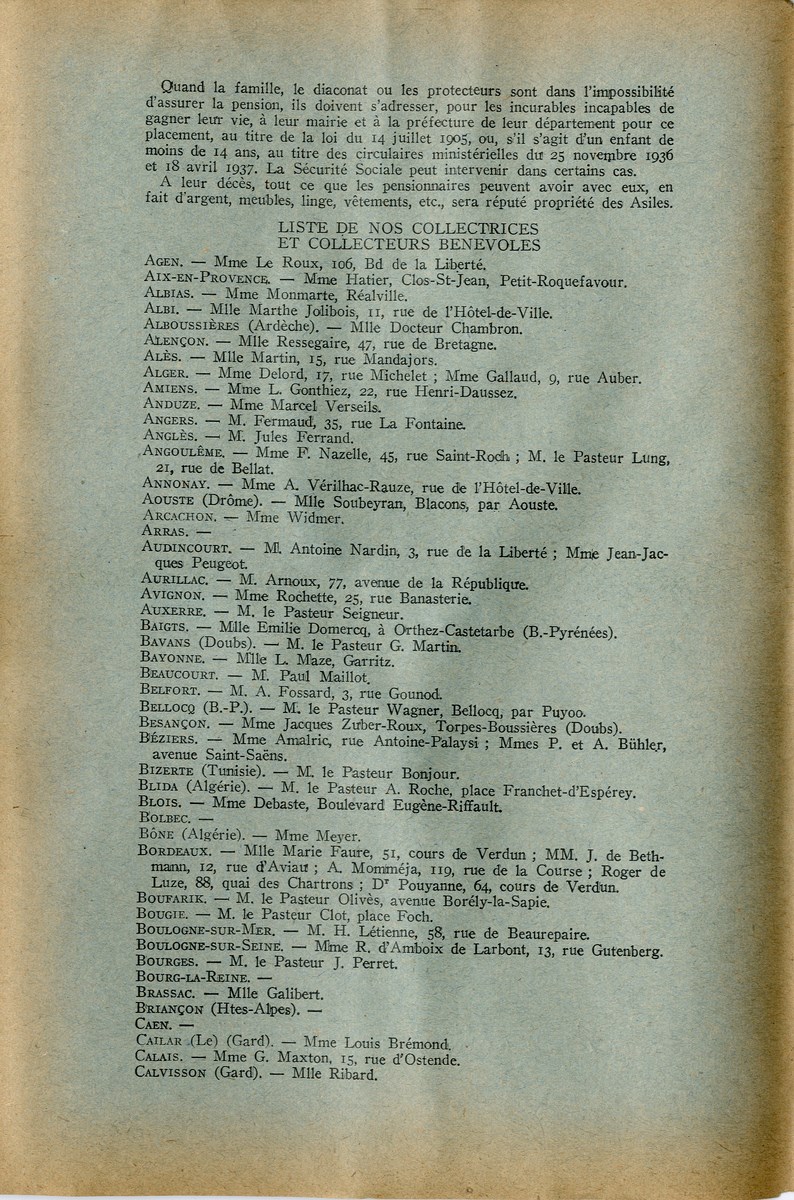 Quand la famille, le diaconat ou les protecteurs sont dans l'impossibilité
d'assurer la pension, ils doivent s'adresser, pour les incurables incapables de
gagner leur vie, à leur mairie et à la préfecture de leur département pour ce
placement, au titre de la loi du 14 juillet 1905, ou, s'il s'agit d'un enfant de
moins de 14 ans, au titre des circulaires ministérielles du 25 novembre 1936
et 18 avril 1937. La Sécurité Sociale peut intervenir dans certains cas.
A leur décès, tout ce que les pensionnaires peuvent avoir avec eux, en
fait d'argent, meubles, linge, vêtements, etc., sera réputé propriété des Asiles.
LISTE DE NOS COLLECTRICES
ET COLLECTEURS BENEVOLES
AGEN. — Mme Le Roux, 106, Bd de la Liberté.
AIX-EN-PROVENCE. — Mme Hatier, Clos-St-Jean, Petit-Roquefavour.
ALBIAS. — Mme Monmarte, Réalville.
ALBI. — Mlle Marthe Jolibois, 11, rue de l'Hôtel-de-Ville.
ALBOUSSIÈRES (Ardèche). — Mlle Docteur Chambron.
ALENÇON. — Mlle Ressegaire, 47, rue de Bretagne.
ALÈS. — Mlle Martin, 15, rue Mandajors.
ALGER. — Mme Delord, 17, rue Michelet ; Mme Gallaud, 9, rue Auber.
AMIENS. — Mme L. Gonthiez, 22, rue Henri-Daussez.
ANDUZE. — Mme Marcel Verseils.
ANGERS. — M. Fermaud, 35, rue La Fontaine.
ANGLÈS. — M. Jules Ferrand.
ANGOULÊME. — Mme F. Nazelle, 45, rue Saint-Roch ; M. le Pasteur Lung,
21, rue de Bellat.
ANNONAY. — Mme A. Vérilhac-Rauze, rue de l'Hôtel-de-Ville.
AOUSTE (Drôme). — Mlle Soubeyran, Blacons, par Aouste.
ARCACHON. — Mme Widmer.
ARRAS. —
AUDINCOURT. — M. Antoine Nardin, 3, rue de la Liberté ; Mme Jean-Jac-
ques Peugeot.
AURILLAC. — M. Arnoux, 77, avenue de la République.
AVIGNON. — Mme Rochette, 25, rue Banasterie.
AUXERRE. — M. le Pasteur Seigneur.
BAIGTS. — Mlle Emilie Domercq, à Orthez-Castetarbe (B.-Pyrénées).
BAVANS (Doubs). — M. le Pasteur G. Martin.
BAYONNE. — Mlle L. Maze, Garritz.
BEAUCOURT. — M. Paul Maillot.
BELFORT. — M. A. Fossard, 3, rue Gounod.
BELLOCQ (B.-P.). — M. le Pasteur Wagner, Bellocq, par Puyoo.
BESANÇON. — Mme Jacques Zuber-Roux, Torpes-Boussières (Doubs).
BÉZIERS. — Mme Amalric, rue Antoine-Palaysi ; Mmes P. et A. Bühler,
avenue Saint-Saëns.
BIZERTE (Tunisie). — M. le Pasteur Bonjour.
BLIDA (Algérie). — M. le Pasteur A. Roche, place Franchet-d'Espérey.
BLOIS. — Mme Debaste, Boulevard Eugène-Riffault.
BOLBEC. —
BÔNE (Algérie). — Mme Meyer.
BORDEAUX. — Mlle Marie Faure, 51, cours de Verdun ; MM. J. de Beth-
mann, 12, rue d'Aviau ; A. Momméja, 119, rue de la Course ; Roger de
Luze, 88, quai des Chartrons ; Dr Pouyanne, 64, cours de Verdun.
BOUFARIK. — M. le Pasteur Olivès, avenue Borély-la-Sapie.
BOUGIE. — M. le Pasteur Clot, place Foch.
BOULOGNE-SUR-MER. — M. H. Létienne, 58, rue de Beaurepaire.
BOULOGNE-SUR-SEINE. — Mme R. d'Amboix de Larbont, 13, rue Gutenberg.
BOURGES. — M. le Pasteur J. Perret.
BOURG-LA-REINE. —
BRASSAC. — Mlle Galibert.
BRIANÇON (Htes-Alpes). —
CAEN. —
CAILAR (Le) (Gard). — Mme Louis Brémond.
CALAIS. — Mme G. Maxton, 15, rue d'Ostende.
CALVISSON (Gard). — Mlle Ribard.